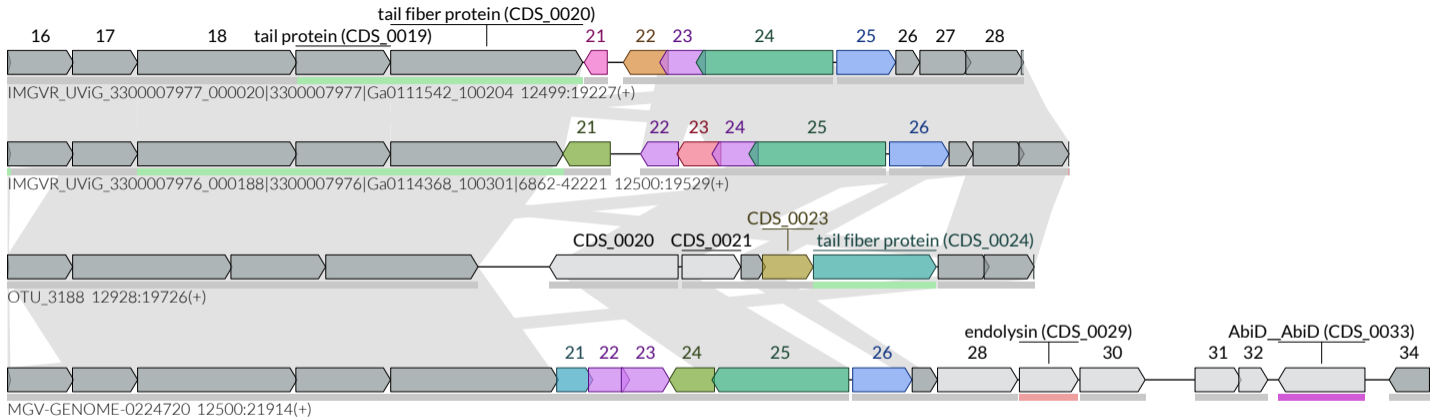 tail fiber protein (CDS_0020)
16 17 18 tail protein (CDS_0019) 21 22 23 24 25 26 27 28
IMGVR_UViG_3300007977_000020|3300007977|Ga0111542_100204 12499:19227(+)
21 22 23 24 25 26
IMGVR_UViG_3300007976_000188|3300007976|Ga0114368_100301|6862-42221 12500:19529(+)
CDS_0023
CDS_0020 CDS_0021 tail fiber protein (CDS_0024)
OTU_3188 12928:19726(+)
endolysin (CDS_0029) AbiD__AbiD (CDS_0033)
21 22 23 24 25 26 28 30 31 32 34
MGV-GENOME-0224720 12500:21914(+)